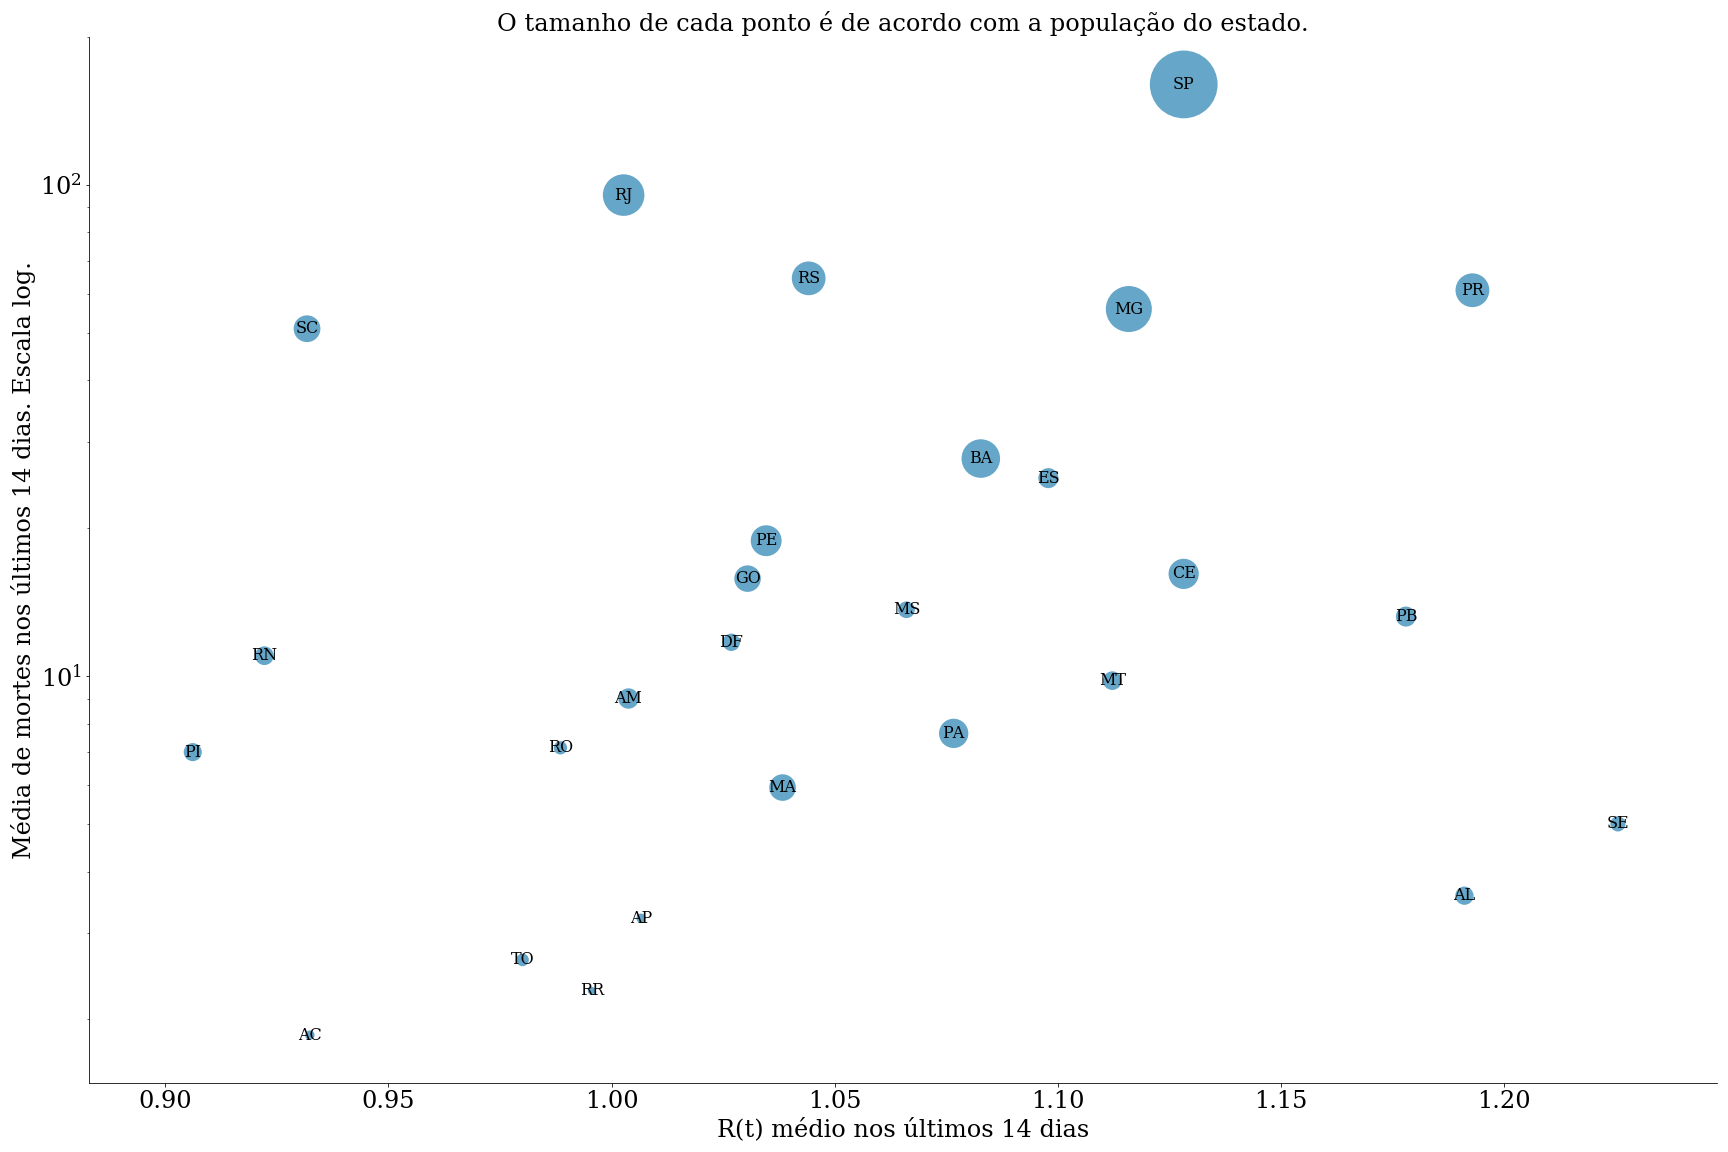 O tamanho de cada ponto é de acordo com a população do estado.
Média de mortes nos últimos 14 dias. Escala log.
10²
10¹
SP
RJ
RS
MG
PR
SC
BA
ES
PE
GO
CE
MS
PB
DF
RN
MT
AM
PA
RO
PI
MA
SE
AL
AP
TO
RR
AC
0.90 0.95 1.00 1.05 1.10 1.15 1.20
R(t) médio nos últimos 14 dias